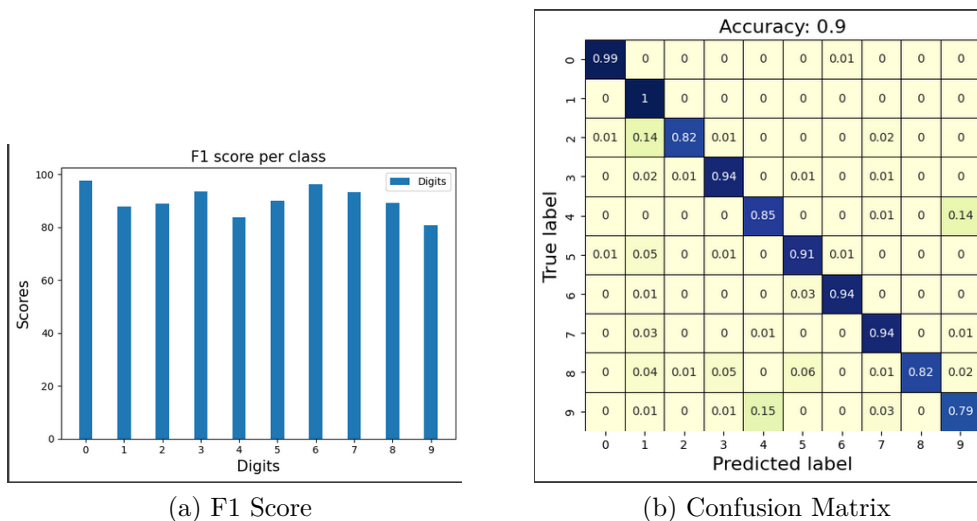 F1 score per class
Digits
100
80
60
40
20
0
Scores
0 1 2 3 4 5 6 7 8 9
Digits
(a) F1 Score
Accuracy: 0.9
True label
0 0.99 0 0 0 0 0 0.01 0 0 0
1 0 1 0 0 0 0 0 0 0 0
2 0.01 0.14 0.82 0.01 0 0 0 0.02 0 0
3 0 0.02 0.01 0.94 0 0.01 0 0.01 0 0
4 0 0 0 0 0.85 0 0 0.01 0 0.14
5 0.01 0.05 0 0.01 0 0.91 0.01 0 0 0
6 0 0.01 0 0 0 0.03 0.94 0 0 0
7 0 0.03 0 0 0.01 0 0 0.94 0 0.01
8 0 0.04 0.01 0.05 0 0.06 0 0.01 0.82 0.02
9 0 0.01 0 0.01 0.15 0 0 0.03 0 0.79
0 1 2 3 4 5 6 7 8 9
Predicted label
(b) Confusion Matrix